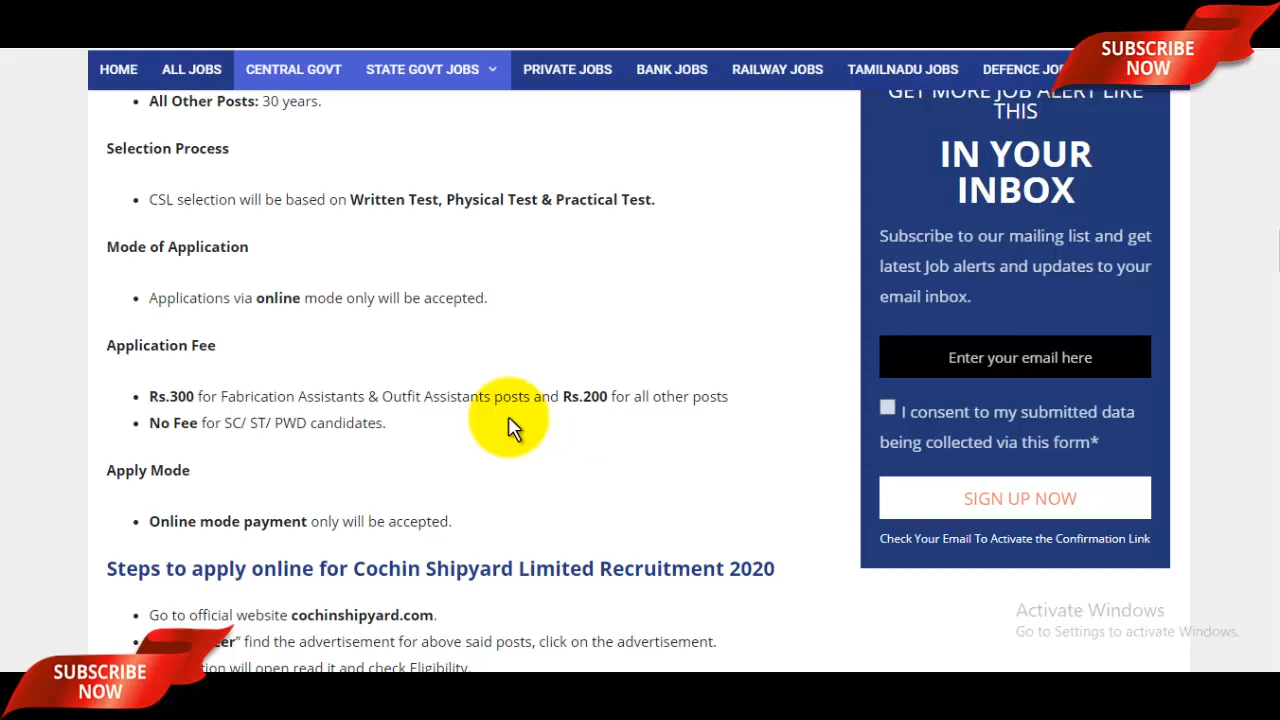 HOME ALL JOBS CENTRAL GOVT STATE GOVT JOBS PRIVATE JOBS BANK JOBS RAILWAY JOBS TAMILNADU JOBS DEFENCE
SUBSCRIBE
NOW
All Other Posts: 30 years.
Selection Process
CSL selection will be based on Written Test, Physical Test & Practical Test.
Mode of Application
Applications via online mode only will be accepted.
Application Fee
Rs.300 for Fabrication Assistants & Outfit Assistants posts and Rs.200 for all other posts
No Fee for SC/ ST/ PWD candidates.
Apply Mode
Online mode payment only will be accepted.
Steps to apply online for Cochin Shipyard Limited Recruitment 2020
Go to official website cochinshipyard.com.
find the advertisement for above said posts, click on the advertisement.
will open read it and check Eligibility.
GET MORE JOB ALERT LIKE
THIS
IN YOUR
INBOX
Subscribe to our mailing list and get
latest Job alerts and updates to your
email inbox.
Enter your email here
I consent to my submitted data
being collected via this form*
SIGN UP NOW
Check Your Email To Activate the Confirmation Link
Activate Windows
Go to Settings to activate Windows.
SUBSCRIBE
NOW